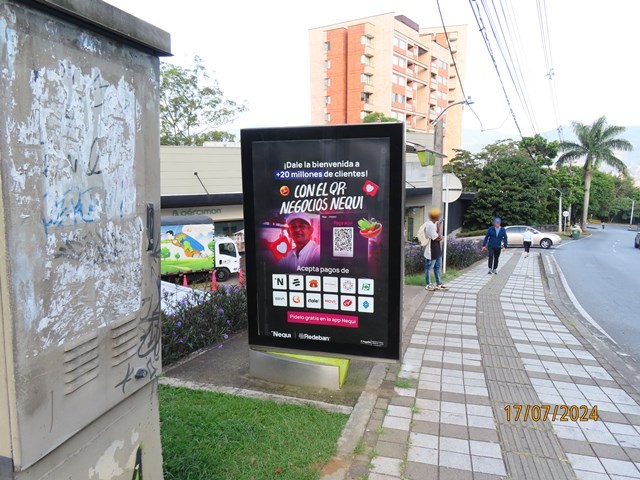 ¡Dale la bienvenida a
+20 millones de clientes!
CON EL QR
NEGOCIOS NEQUI
Acepta pagos de
Pídelo gratis en la app Nequi
Nequi | Redeban
17/07/2024